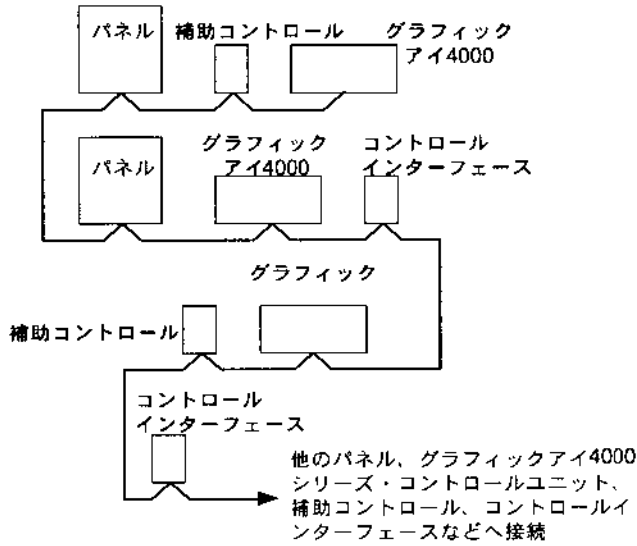 パネル
補助コントロール
グラフィック
アイ4000
パネル
グラフィック
アイ4000
コントロール
インターフェース
グラフィック
補助コントロール
コントロール
インターフェース
他のパネル、グラフィックアイ4000
シリーズ・コントロールユニット、
補助コントロール、コントロールイ
ンターフェースなどへ接続